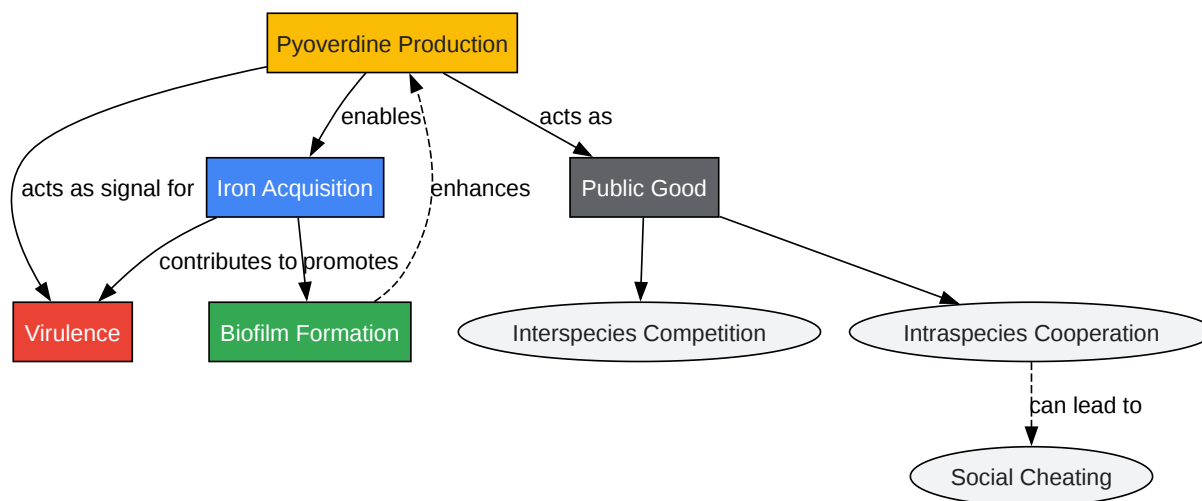 Pyoverdine Production
enables
acts as
acts as signal for
Iron Acquisition
enhances
Public Good
contributes to
promotes
Virulence
Biofilm Formation
Interspecies Competition
Intraspecies Cooperation
can lead to
Social Cheating